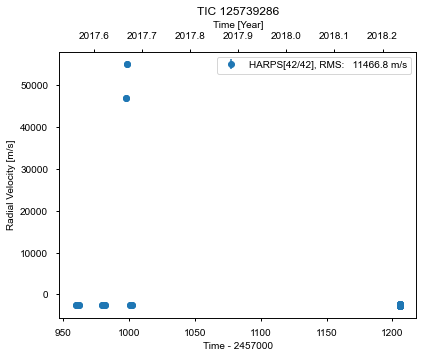 TIC 125739286
Time [Year]
2017.6 2017.7 2017.8 2017.9 2018.0 2018.1 2018.2
HARPS[42/42], RMS: 11466.8 m/s
50000
40000
30000
20000
10000
0
Radial Velocity [m/s]
950 1000 1050 1100 1150 1200
Time - 2457000